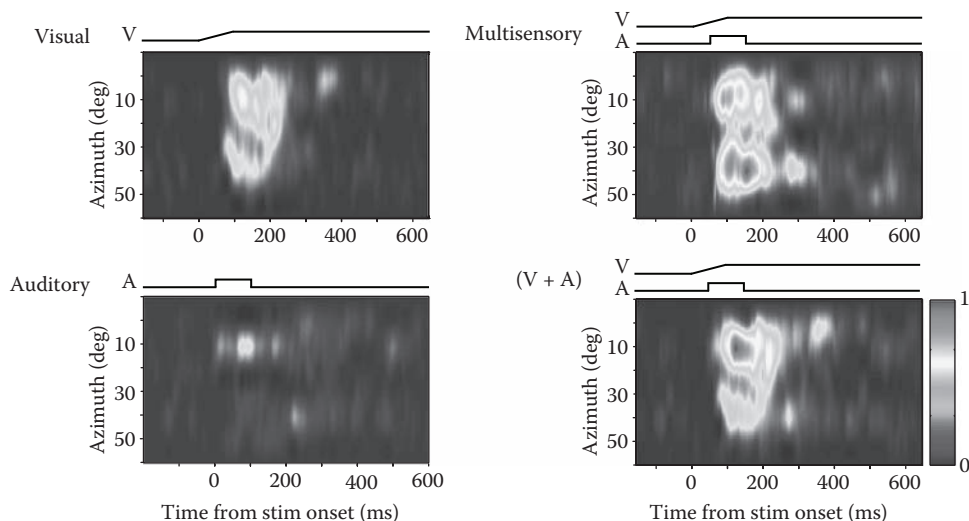 Visual V
Azimuth (deg)
10
30
50
0 200 400 600
Multisensory
V
A
Azimuth (deg)
10
30
50
0 200 400 600
Auditory A
Azimuth (deg)
10
30
50
0 200 400 600
Time from stim onset (ms)
(V + A)
V
A
Azimuth (deg)
10
30
50
0 200 400 600
Time from stim onset (ms)
1
0